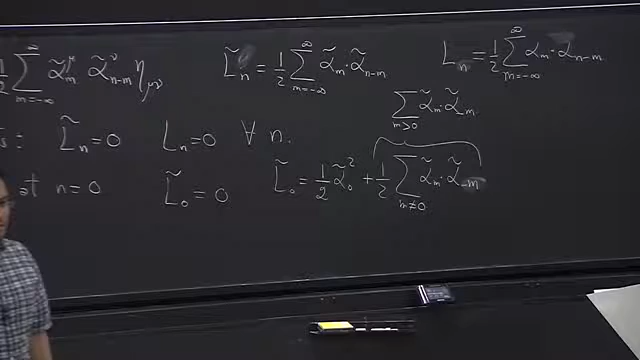 ½ ∑_{m=-∞}^{∞} α̃_m^μ α̃_{n-m}^ν η_{μν}
L̃_n = ½ ∑_{m=-∞}^{∞} α̃_m · α̃_{n-m}
L_n = ½ ∑_{m=-∞}^{∞} α_m · α_{n-m}
∑_{m>0} α̃_m · α̃_{-m}
s : L̃_n = 0 L_n = 0 ∀ n.
at n = 0 L̃_0 = 0 L̃_0 = ½ α̃_0^2 + ½ ∑_{m≠0} α̃_m · α̃_{-m}